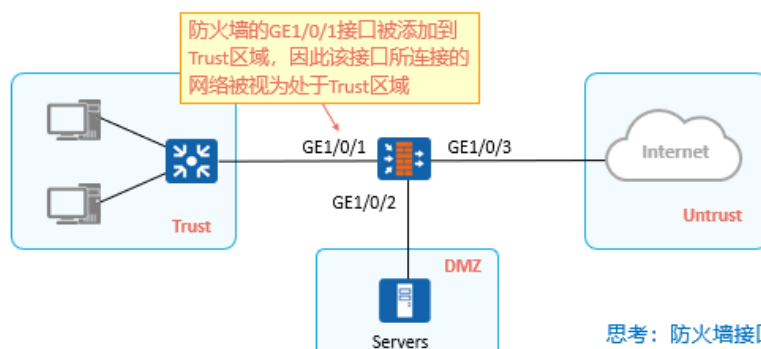 防火墙的GE1/0/1接口被添加到
Trust区域，因此该接口所连接的
网络被视为处于Trust区域
GE1/0/1
GE1/0/3
Internet
GE1/0/2
Trust
Untrust
DMZ
Servers
思考：防火墙接口